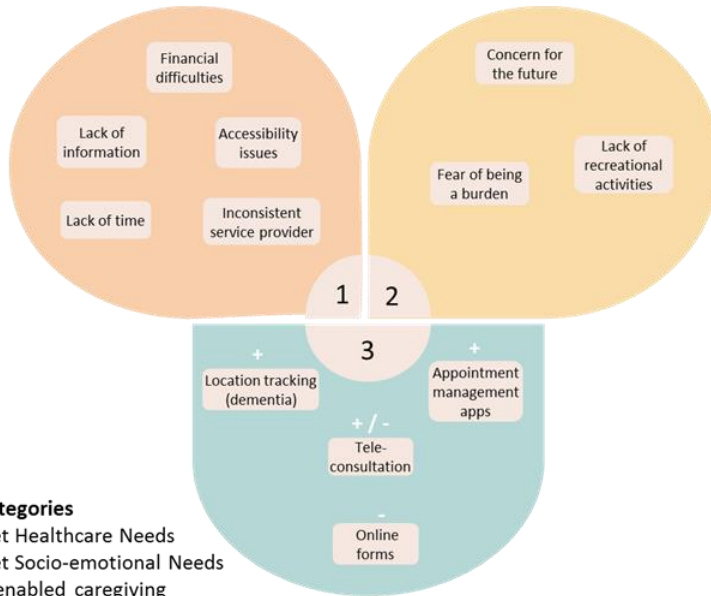 Financial
difficulties
Lack of
information
Accessibility
issues
Lack of time
Inconsistent
service provider
Concern for
the future
Fear of being
a burden
Lack of
recreational
activities
1
2
3
+
Location tracking
(dementia)
+
Appointment
management
apps
+ / -
Tele-
consultation
-
Online
forms
tegories
et Healthcare Needs
et Socio-emotional Needs
enabled caregiving